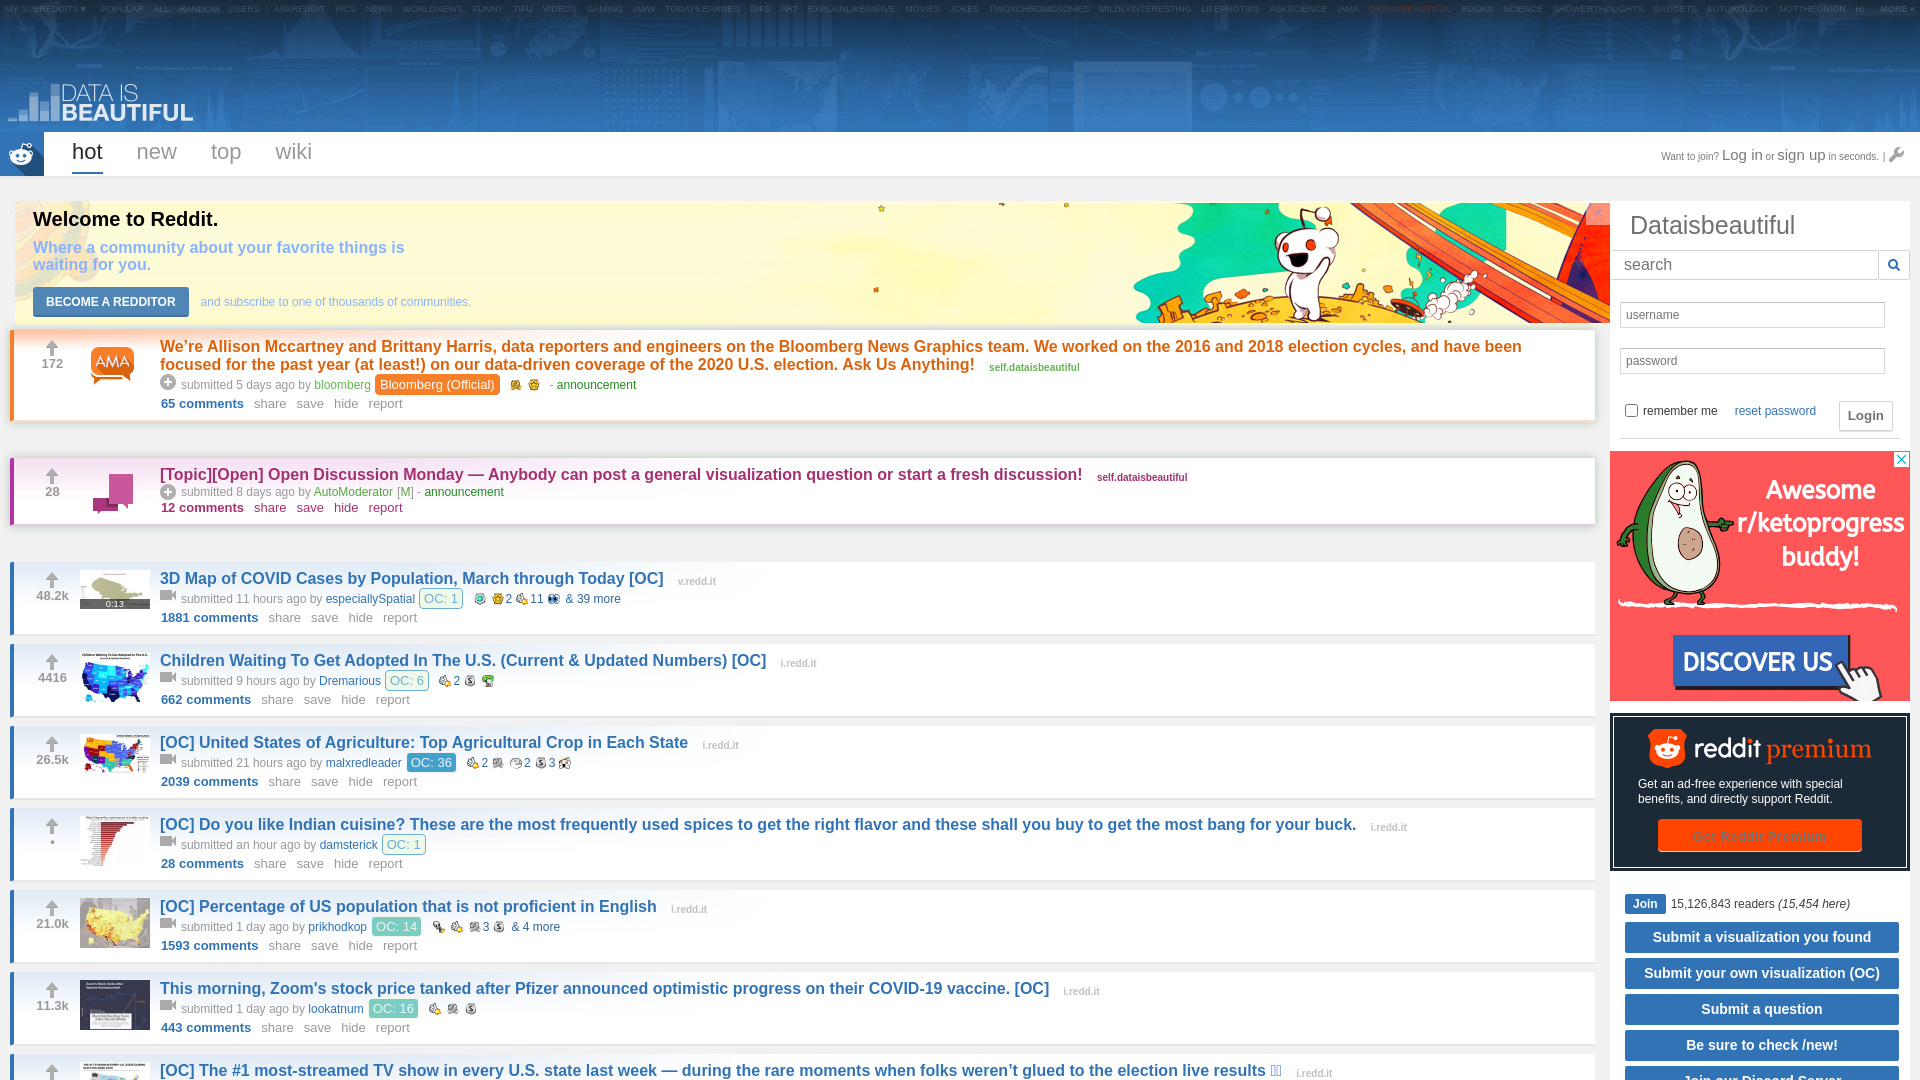 MY SUBREDDITS ▾ POPULAR ALL RANDOM USERS | ASKREDDIT PICS NEWS WORLDNEWS FUNNY TIFU VIDEOS GAMING AWW TODAYILEARNED GIFS ART EXPLAINLIKEIMFIVE MOVIES JOKES TWOXCHROMOSOMES MILDLYINTERESTING LIFEPROTIPS ASKSCIENCE IAMA DATAISBEAUTIFUL BOOKS SCIENCE SHOWERTHOUGHTS GADGETS FUTUROLOGY NOTTHEONION HI MORE »
DATA IS
BEAUTIFUL
hot new top wiki
Want to join? Log in or sign up in seconds. |
Welcome to Reddit.
Where a community about your favorite things is
waiting for you.
BECOME A REDDITOR and subscribe to one of thousands of communities.
×
172
AMA
We’re Allison Mccartney and Brittany Harris, data reporters and engineers on the Bloomberg News Graphics team. We worked on the 2016 and 2018 election cycles, and have been
focused for the past year (at least!) on our data-driven coverage of the 2020 U.S. election. Ask Us Anything! self.dataisbeautiful
submitted 5 days ago by bloomberg Bloomberg (Official) - announcement
65 comments share save hide report
28
[Topic][Open] Open Discussion Monday — Anybody can post a general visualization question or start a fresh discussion! self.dataisbeautiful
submitted 8 days ago by AutoModerator [M] - announcement
12 comments share save hide report
48.2k
0:13
3D Map of COVID Cases by Population, March through Today [OC] v.redd.it
submitted 11 hours ago by especiallySpatial OC: 1 2 11 & 39 more
1881 comments share save hide report
4416
Children Waiting To Get Adopted In The U.S. (Current & Updated Numbers) [OC] i.redd.it
submitted 9 hours ago by Dremarious OC: 6 2
662 comments share save hide report
26.5k
[OC] United States of Agriculture: Top Agricultural Crop in Each State i.redd.it
submitted 21 hours ago by malxredleader OC: 36 2 2 3
2039 comments share save hide report
•
[OC] Do you like Indian cuisine? These are the most frequently used spices to get the right flavor and these shall you buy to get the most bang for your buck. i.redd.it
submitted an hour ago by damsterick OC: 1
28 comments share save hide report
21.0k
[OC] Percentage of US population that is not proficient in English i.redd.it
submitted 1 day ago by prikhodkop OC: 14 3 & 4 more
1593 comments share save hide report
11.3k
This morning, Zoom's stock price tanked after Pfizer announced optimistic progress on their COVID-19 vaccine. [OC] i.redd.it
submitted 1 day ago by lookatnum OC: 16
443 comments share save hide report
[OC] The #1 most-streamed TV show in every U.S. state last week — during the rare moments when folks weren’t glued to the election live results i.redd.it
Dataisbeautiful
search
username
password
remember me reset password Login
Awesome
r/ketoprogress
buddy!
DISCOVER US
reddit premium
Get an ad-free experience with special
benefits, and directly support Reddit.
Get Reddit Premium
Join 15,126,843 readers (15,454 here)
Submit a visualization you found
Submit your own visualization (OC)
Submit a question
Be sure to check /new!
Join our Discord Server